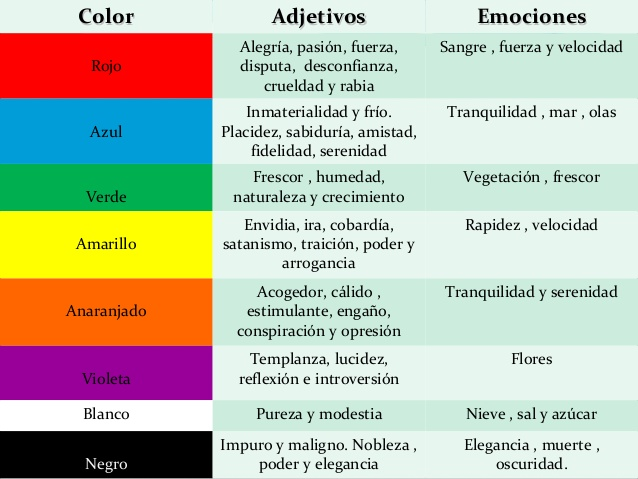 Color Adjetivos Emociones
Rojo
Alegría, pasión, fuerza,
disputa, desconfianza,
crueldad y rabia
Sangre , fuerza y velocidad
Azul
Inmaterialidad y frío.
Placidez, sabiduría, amistad,
fidelidad, serenidad
Tranquilidad , mar , olas
Verde
Frescor , humedad,
naturaleza y crecimiento
Vegetación , frescor
Amarillo
Envidia, ira, cobardía,
satanismo, traición, poder y
arrogancia
Rapidez , velocidad
Anaranjado
Acogedor, cálido ,
estimulante, engaño,
conspiración y opresión
Tranquilidad y serenidad
Violeta
Templanza, lucidez,
reflexión e introversión
Flores
Blanco
Pureza y modestia
Nieve , sal y azúcar
Negro
Impuro y maligno. Nobleza ,
poder y elegancia
Elegancia , muerte ,
oscuridad.